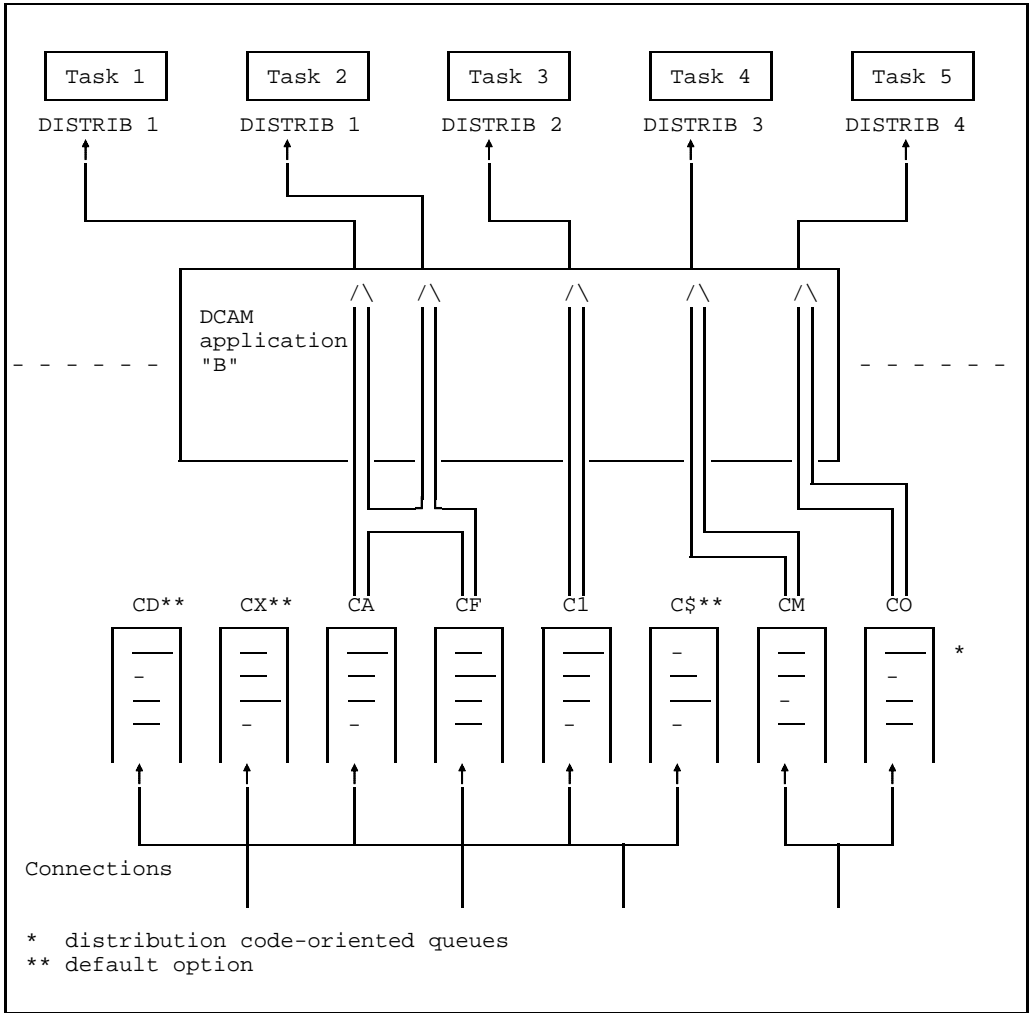 Task 1 Task 2 Task 3 Task 4 Task 5
DISTRIB 1 DISTRIB 1 DISTRIB 2 DISTRIB 3 DISTRIB 4
DCAM
application
"B"
CD** CX** CA CF C1 C$** CM CO
*
Connections
* distribution code-oriented queues
** default option